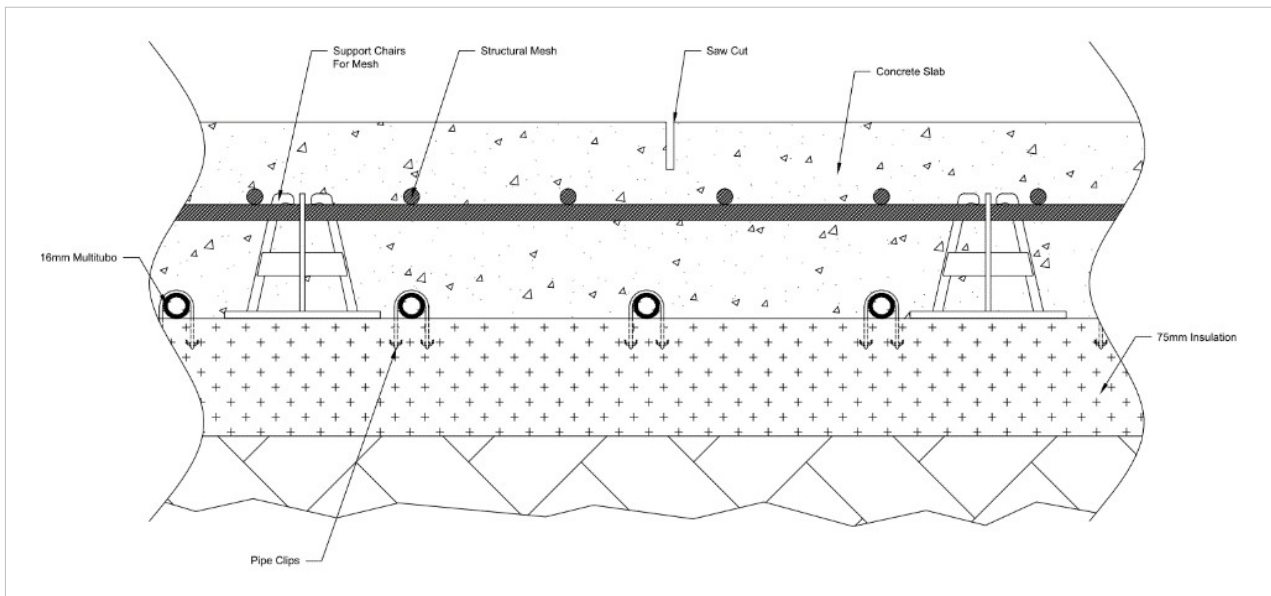 Support Chairs
For Mesh
Structural Mesh
Saw Cut
Concrete Slab
16mm Multitubo
75mm Insulation
Pipe Clips